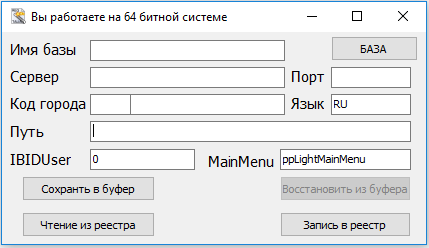 Вы работаете на 64 битной системе
Имя базы БАЗА
Сервер Порт
Код города Язык RU
Путь
IBIDUser 0 MainMenu ppLightMainMenu
Сохрань в буфер Восстановить из буфера
Чтение из реестра Запись в реестр